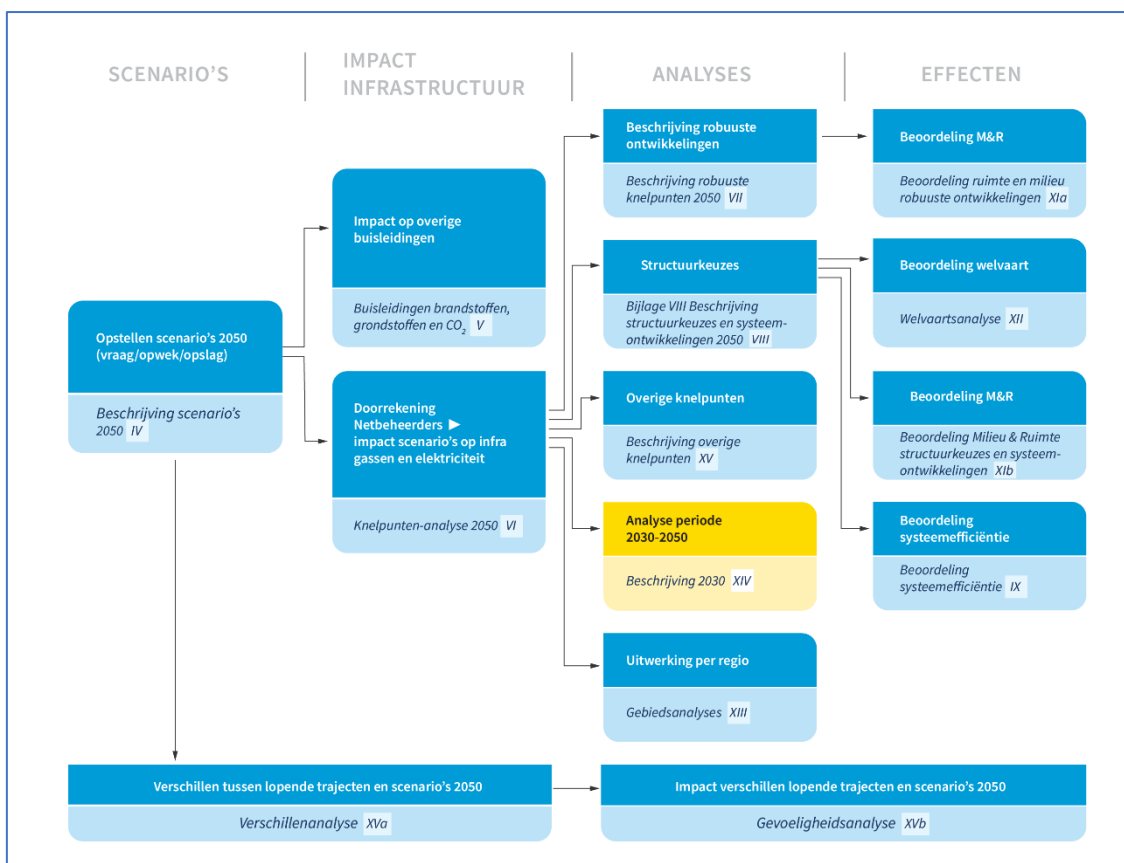 SCENARIO'S
IMPACT
INFRASTRUCTUUR
ANALYSES
EFFECTEN
Opstellen scenario's 2050
(vraag/opwek/opslag)
Beschrijving scenario's
2050 IV
Impact op overige
buisleidingen
Buisleidingen brandstoffen,
grondstoffen en CO₂ V
Doorrekening
Netbeheerders ►
impact scenario's op infra
gassen en elektriciteit
Knelpunten-analyse 2050 VI
Beschrijving robuuste
ontwikkelingen
Beschrijving robuuste
knelpunten 2050 VII
Structuurkeuzes
Bijlage VIII Beschrijving
structuurkeuzes en systeem-
ontwikkelingen 2050 VIII
Overige knelpunten
Beschrijving overige
knelpunten XV
Analyse periode
2030-2050
Beschrijving 2030 XIV
Uitwerking per regio
Gebiedsanalyses XIII
Beoordeling M&R
Beoordeling ruimte en milieu
robuuste ontwikkelingen XIa
Beoordeling welvaart
Welvaartsanalyse XII
Beoordeling M&R
Beoordeling Milieu & Ruimte
structuurkeuzes en systeem-
ontwikkelingen XIb
Beoordeling
systeemefficiëntie
Beoordeling
systeemefficiëntie IX
Verschillen tussen lopende trajecten en scenario's 2050
Verschillenanalyse XVa
Impact verschillen lopende trajecten en scenario's 2050
Gevoeligheidsanalyse XVb